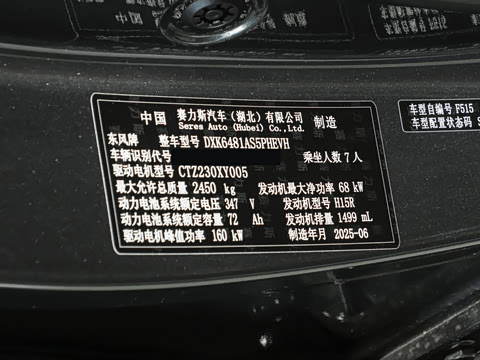 中国 赛力斯汽车（湖北）有限公司 制造
Seres Auto (Hubei) Co.,Ltd.
东风牌 整车型号 DXK6481AS5PHEVH
车辆识别代号 乘坐人数 7 人
驱动电机型号 CTZ230XY005
最大允许总质量 2450 kg 发动机最大净功率 68 kW
动力电池系统额定电压 347 V 发动机型号 H15R
动力电池系统额定容量 72 Ah 发动机排量 1499 mL
驱动电机峰值功率 160 kW 制造年月 2025-06
车型自编号 F515
车型配置状态码 S